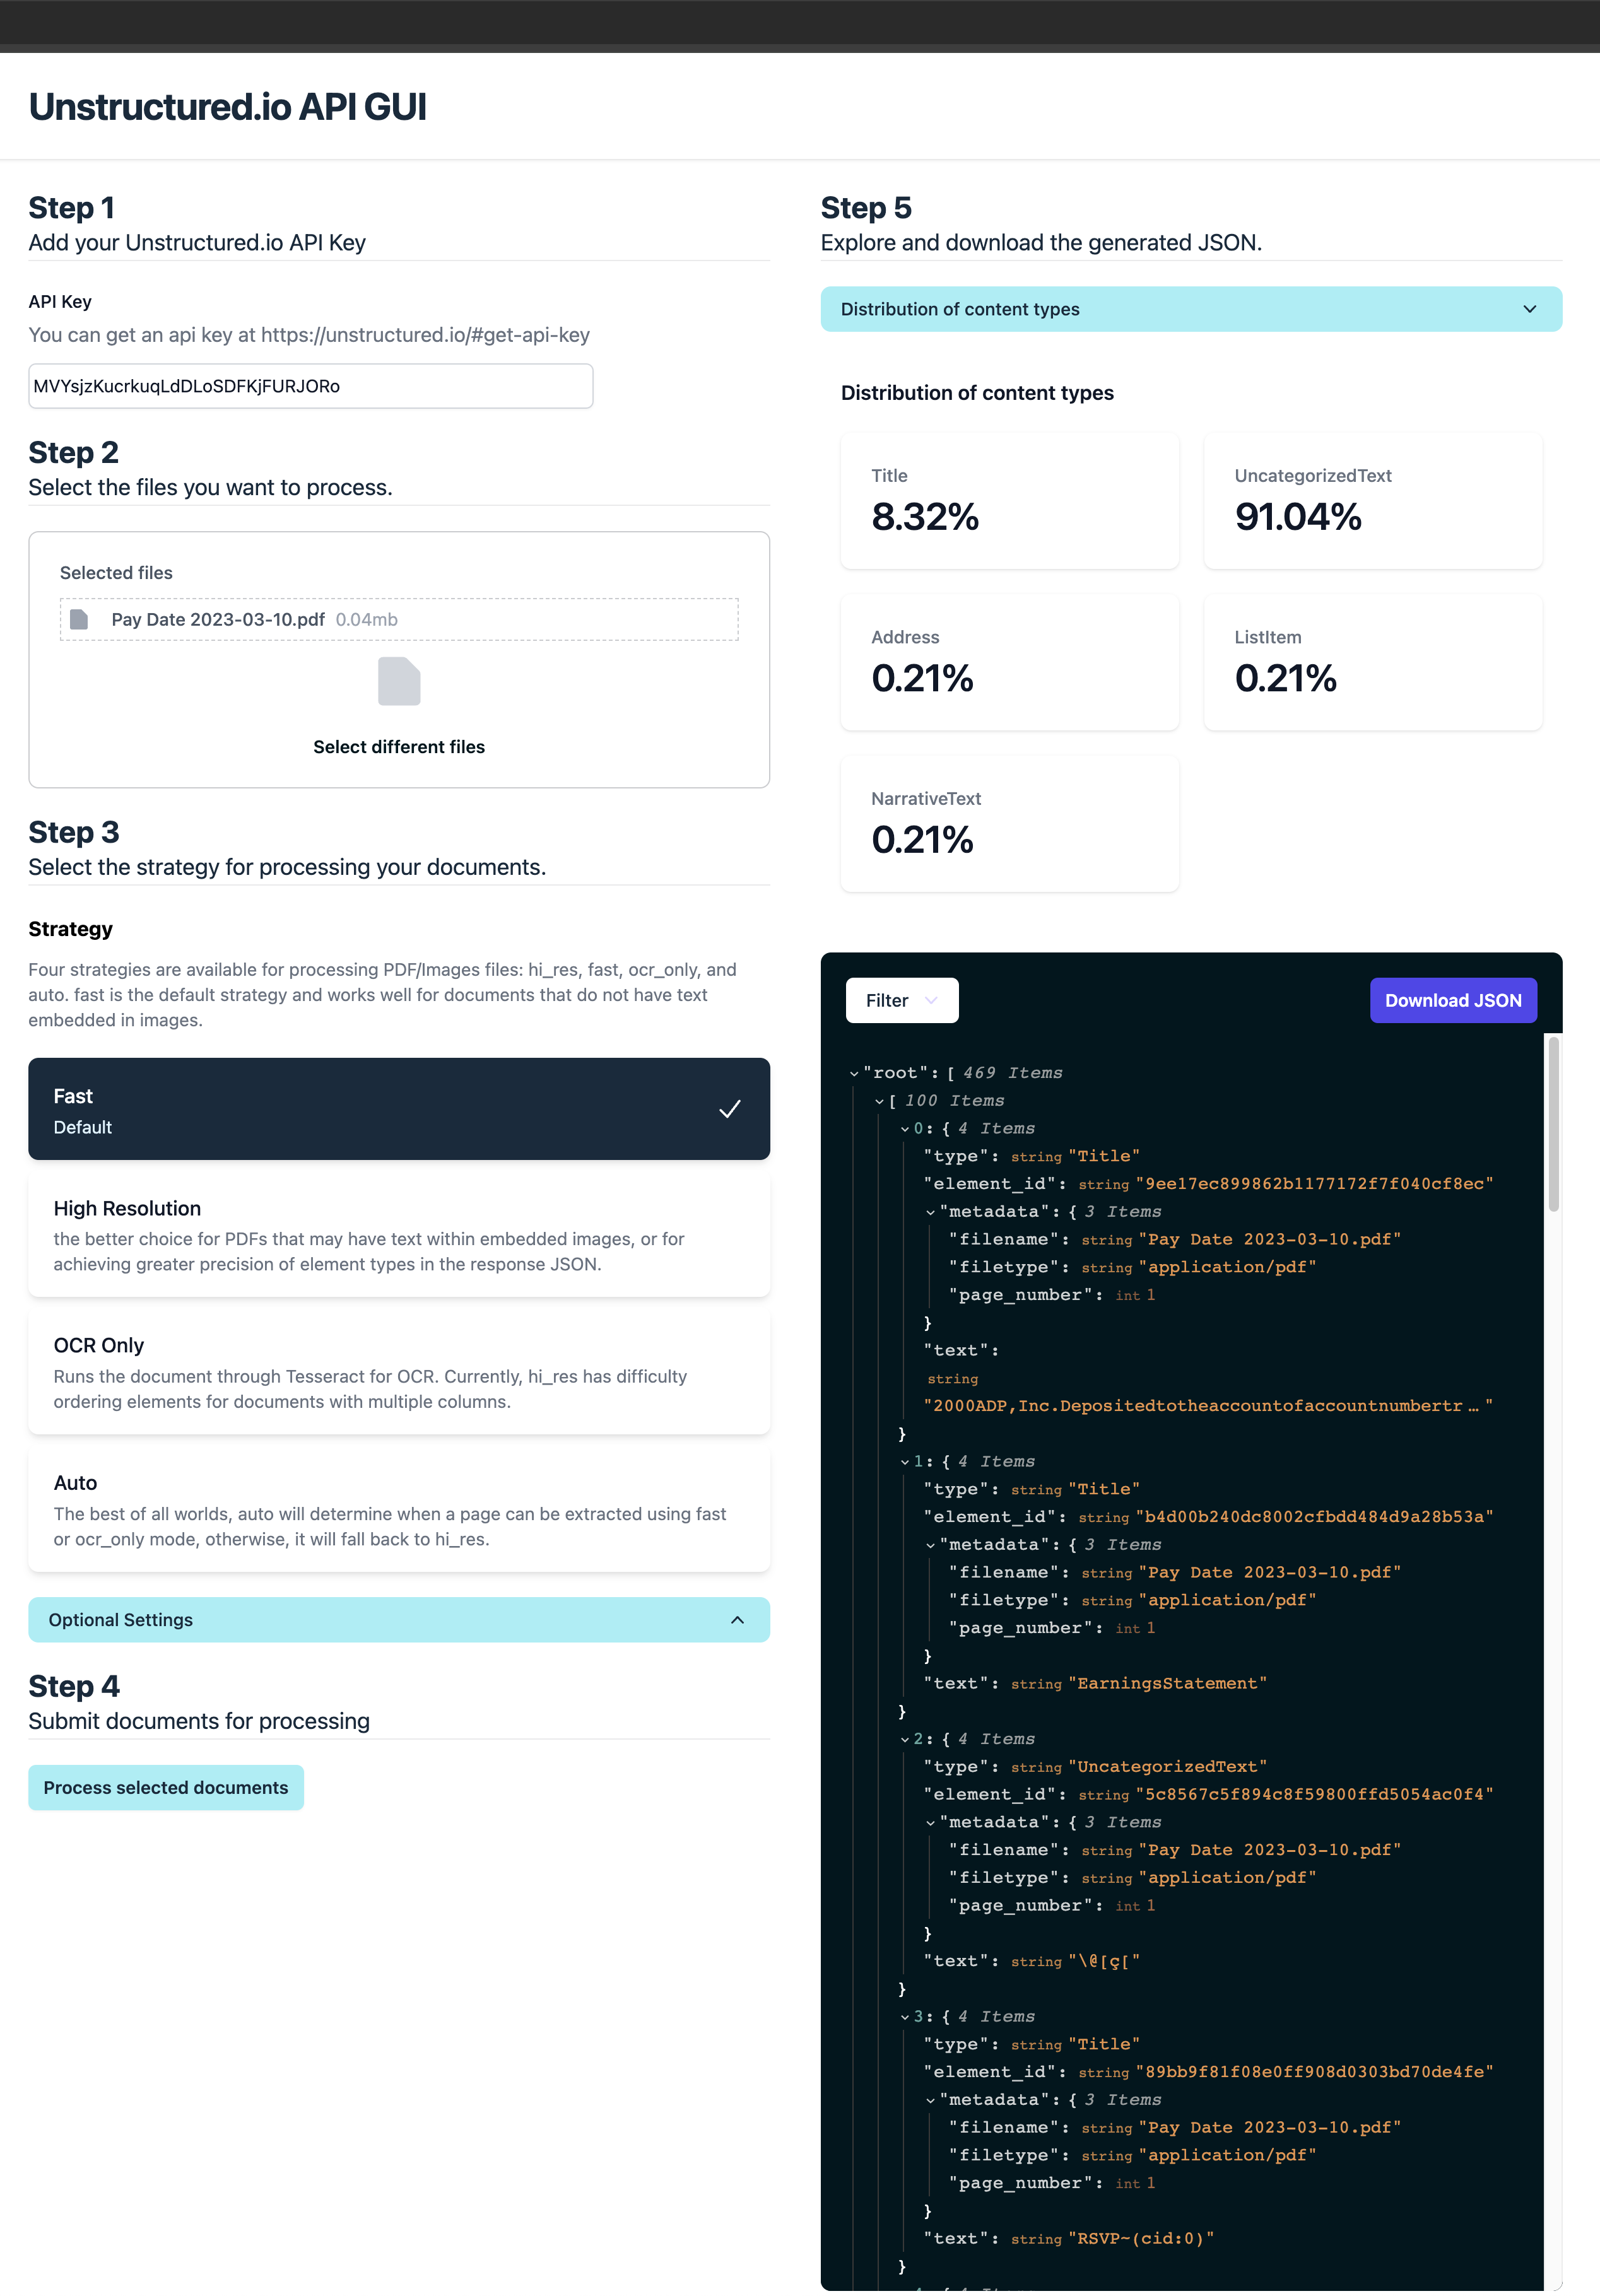 Unstructured.io API GUI
Step 1
Add your Unstructured.io API Key
API Key
You can get an api key at https://unstructured.io/#get-api-key
MVYsjzKucrkuqLdDLoSDFKjFURJORo
Step 2
Select the files you want to process.
Selected files
Pay Date 2023-03-10.pdf 0.04mb
Select different files
Step 3
Select the strategy for processing your documents.
Strategy
Four strategies are available for processing PDF/Images files: hi_res, fast, ocr_only, and
auto. fast is the default strategy and works well for documents that do not have text
embedded in images.
Fast
Default
High Resolution
the better choice for PDFs that may have text within embedded images, or for
achieving greater precision of element types in the response JSON.
OCR Only
Runs the document through Tesseract for OCR. Currently, hi_res has difficulty
ordering elements for documents with multiple columns.
Auto
The best of all worlds, auto will determine when a page can be extracted using fast
or ocr_only mode, otherwise, it will fall back to hi_res.
Optional Settings
Step 4
Submit documents for processing
Process selected documents
Step 5
Explore and download the generated JSON.
Distribution of content types
Distribution of content types
Title
8.32%
UncategorizedText
91.04%
Address
0.21%
ListItem
0.21%
NarrativeText
0.21%
Filter
Download JSON
"root": [ 469 Items
[ 100 Items
0: { 4 Items
"type": string "Title"
"element_id": string "9ee17ec899862b1177172f7f040cf8ec"
"metadata": { 3 Items
"filename": string "Pay Date 2023-03-10.pdf"
"filetype": string "application/pdf"
"page_number": int 1
}
"text":
string
"2000ADP,Inc.Depositedtotheaccountofaccountnumbertr … "
}
1: { 4 Items
"type": string "Title"
"element_id": string "b4d00b240dc8002cfbdd484d9a28b53a"
"metadata": { 3 Items
"filename": string "Pay Date 2023-03-10.pdf"
"filetype": string "application/pdf"
"page_number": int 1
}
"text": string "EarningsStatement"
}
2: { 4 Items
"type": string "UncategorizedText"
"element_id": string "5c8567c5f894c8f59800ffd5054ac0f4"
"metadata": { 3 Items
"filename": string "Pay Date 2023-03-10.pdf"
"filetype": string "application/pdf"
"page_number": int 1
}
"text": string "\@[ç["
}
3: { 4 Items
"type": string "Title"
"element_id": string "89bb9f81f08e0ff908d0303bd70de4fe"
"metadata": { 3 Items
"filename": string "Pay Date 2023-03-10.pdf"
"filetype": string "application/pdf"
"page_number": int 1
}
"text": string "RSVP~(cid:0)"
}